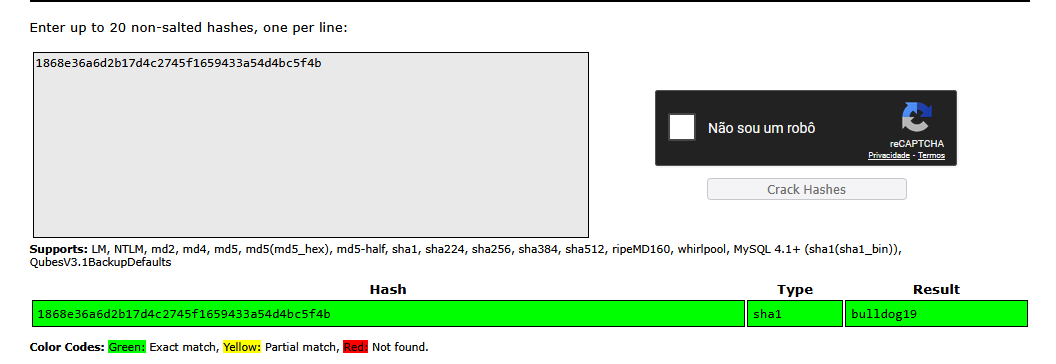 Enter up to 20 non-salted hashes, one per line:
1868e36a6d2b17d4c2745f1659433a54d4bc5f4b
Não sou um robô
reCAPTCHA
Privacidade - Termos
Crack Hashes
Supports: LM, NTLM, md2, md4, md5, md5(md5_hex), md5-half, sha1, sha224, sha256, sha384, sha512, ripeMD160, whirlpool, MySQL 4.1+ (sha1(sha1_bin)),
QubesV3.1BackupDefaults
Hash Type Result
1868e36a6d2b17d4c2745f1659433a54d4bc5f4b sha1 bulldog19
Color Codes: Green: Exact match, Yellow: Partial match, Red: Not found.